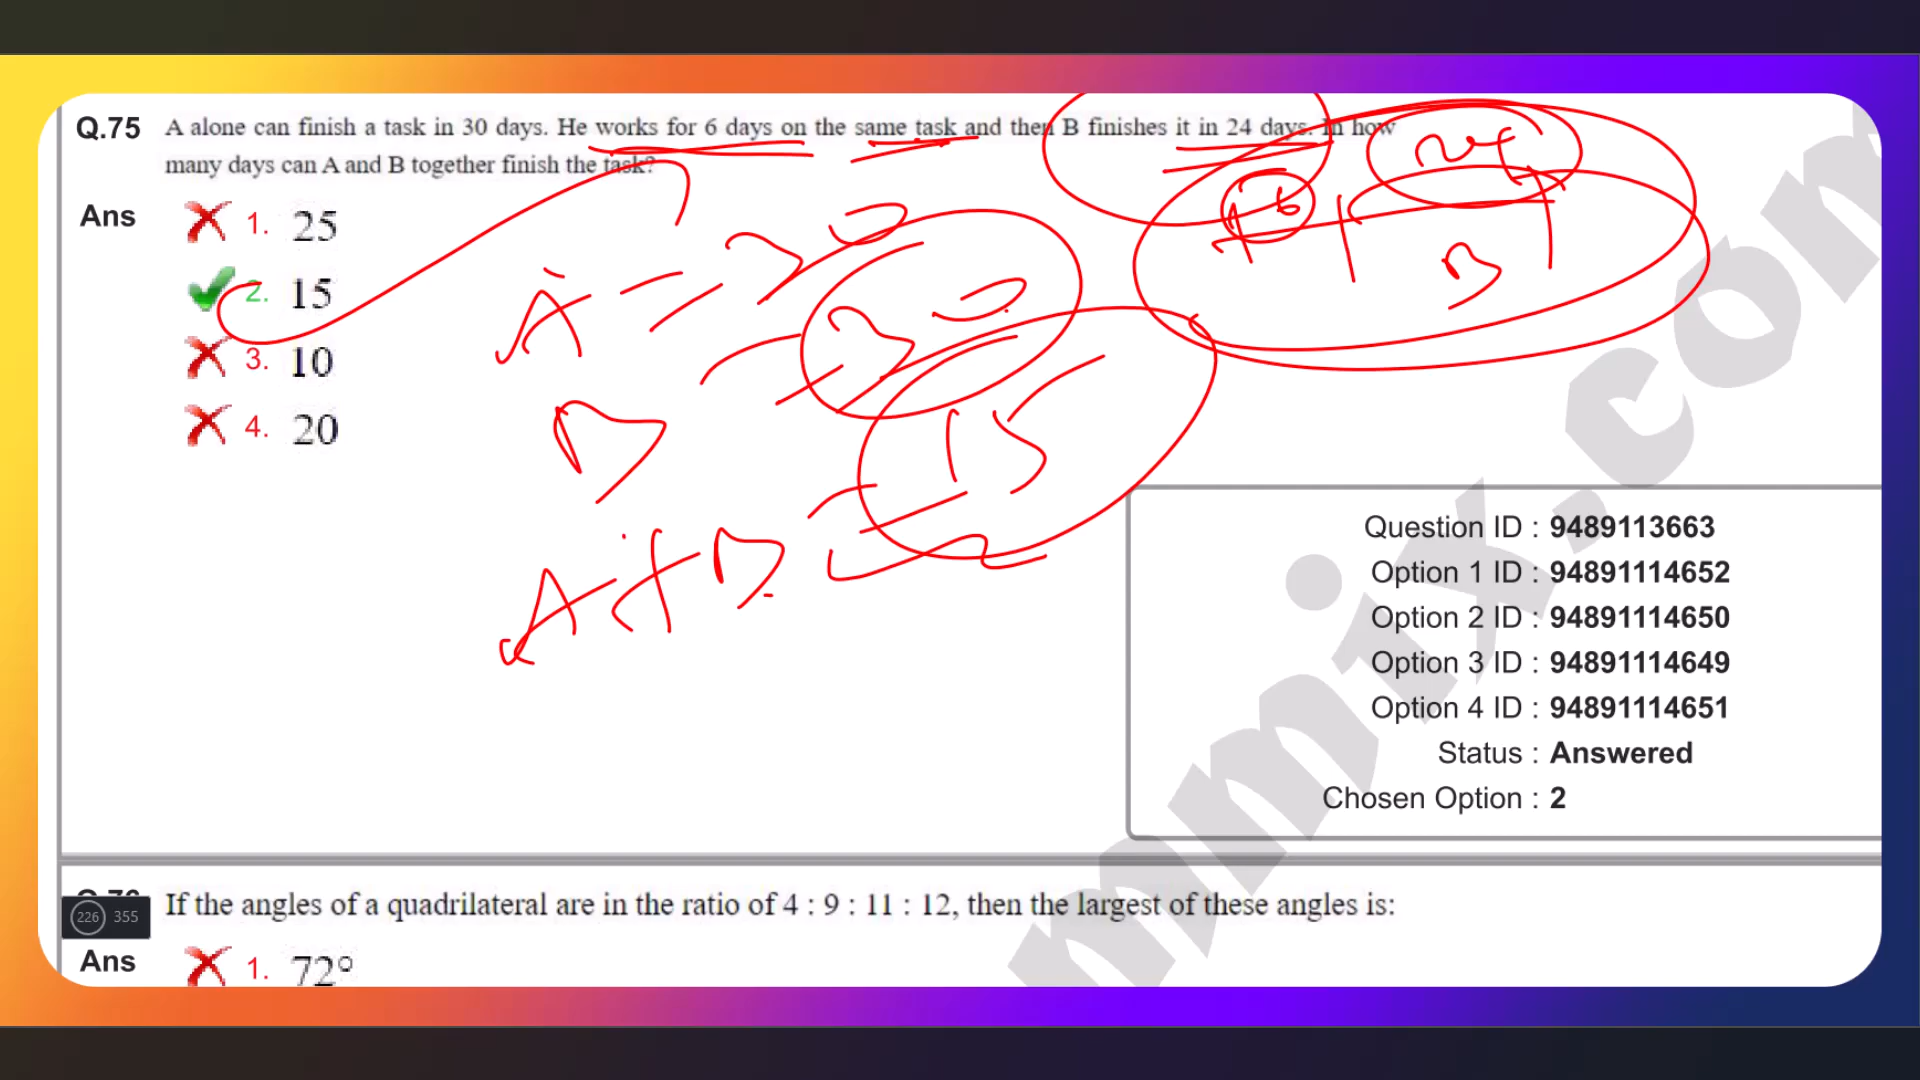 Q.75 A alone can finish a task in 30 days. He works for 6 days on the same task and then B finishes it in 24 days. In how
many days can A and B together finish the task?
Ans 1. 25
2. 15
3. 10
4. 20
A = 30
B = 30
A+B = 15
A 6
24
B
Question ID : 9489113663
Option 1 ID : 94891114652
Option 2 ID : 94891114650
Option 3 ID : 94891114649
Option 4 ID : 94891114651
Status : Answered
Chosen Option : 2
If the angles of a quadrilateral are in the ratio of 4 : 9 : 11 : 12, then the largest of these angles is:
226 355
Ans 1. 72°